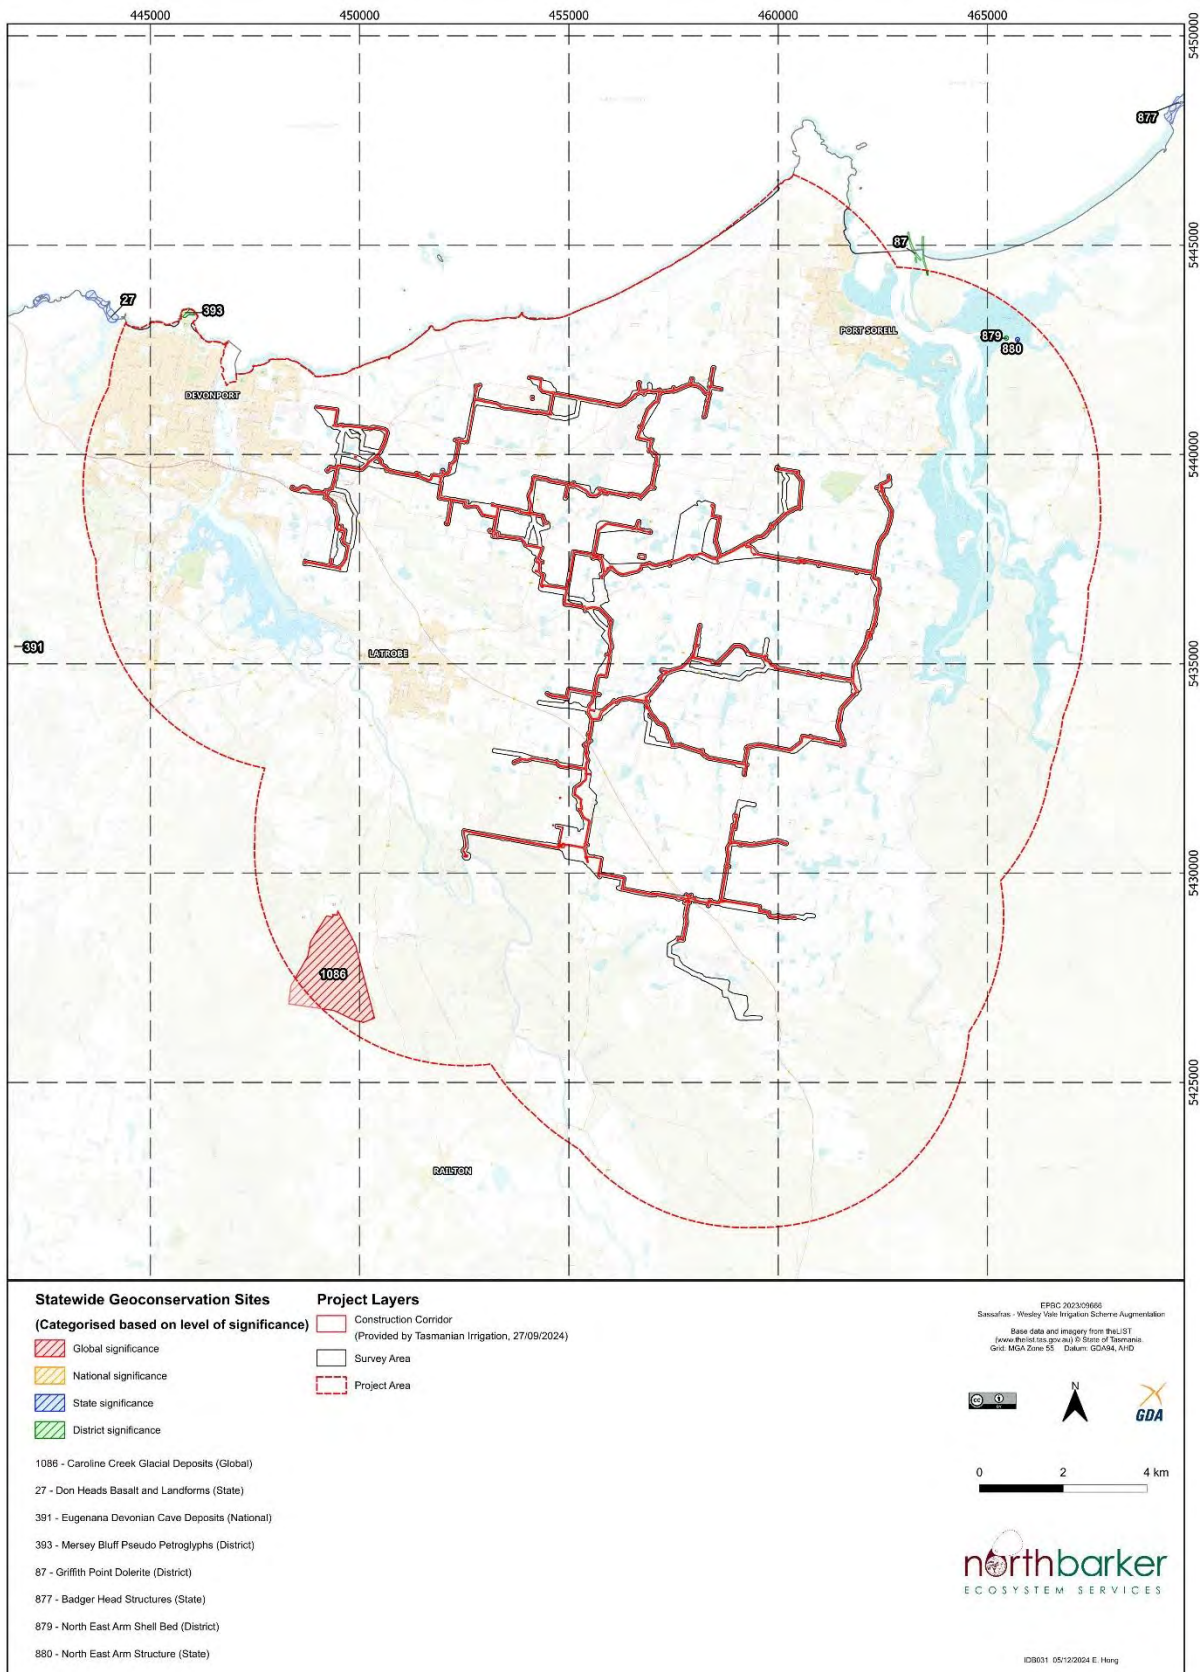 445000
450000
455000
460000
465000
5450000
877
87
5445000
27
393
PORT SORELL
879
880
DEVONPORT
5440000
391
LATROBE
5435000
5430000
1086
5425000
RAILTON
Statewide Geoconservation Sites
(Categorised based on level of significance)
Global significance
National significance
State significance
District significance
1086 - Caroline Creek Glacial Deposits (Global)
27 - Don Heads Basalt and Landforms (State)
391 - Eugenana Devonian Cave Deposits (National)
393 - Mersey Bluff Pseudo Petroglyphs (District)
87 - Griffith Point Dolerite (District)
877 - Badger Head Structures (State)
879 - North East Arm Shell Bed (District)
880 - North East Arm Structure (State)
Project Layers
Construction Corridor
(Provided by Tasmanian Irrigation, 27/09/2024)
Survey Area
Project Area
EPBC 2023/09666
Sassafras - Wesley Vale Irrigation Scheme Augmentation
Base data and imagery from theLIST
(www.thelist.tas.gov.au) © State of Tasmania.
Grid: MGA Zone 55 Datum: GDA94, AHD
cc
BY
N
GDA
0 2 4 km
northbarker
ECOSYSTEM SERVICES
IDB031 05/12/2024 E. Hong